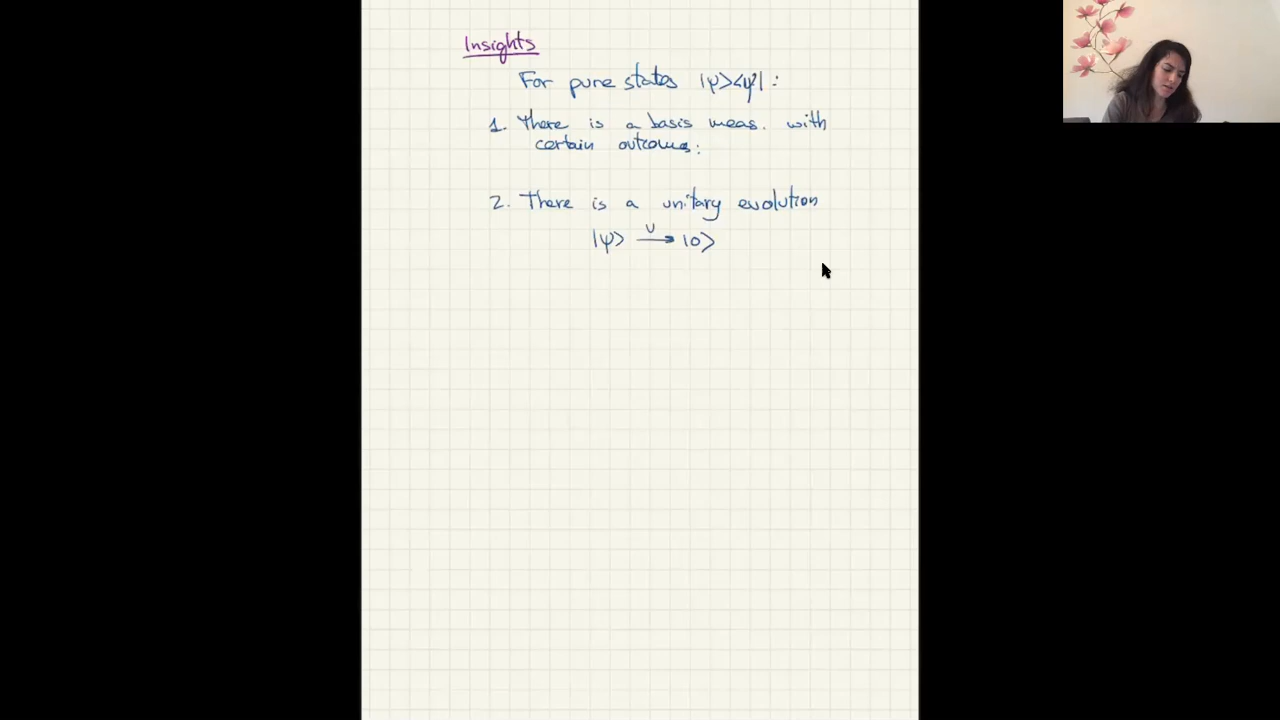 Insights
For pure states |ψ><ψ| :
1. There is a basis meas. with
certain outcome:
2. There is a unitary evolution
|ψ> U→ |0>